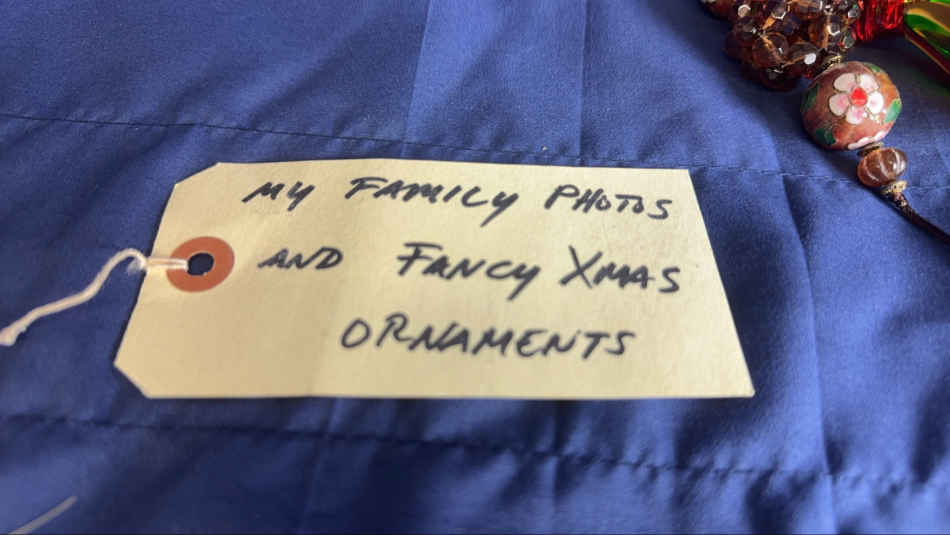 MY FAMILY PHOTOS
AND FANCY XMAS
ORNAMENTS